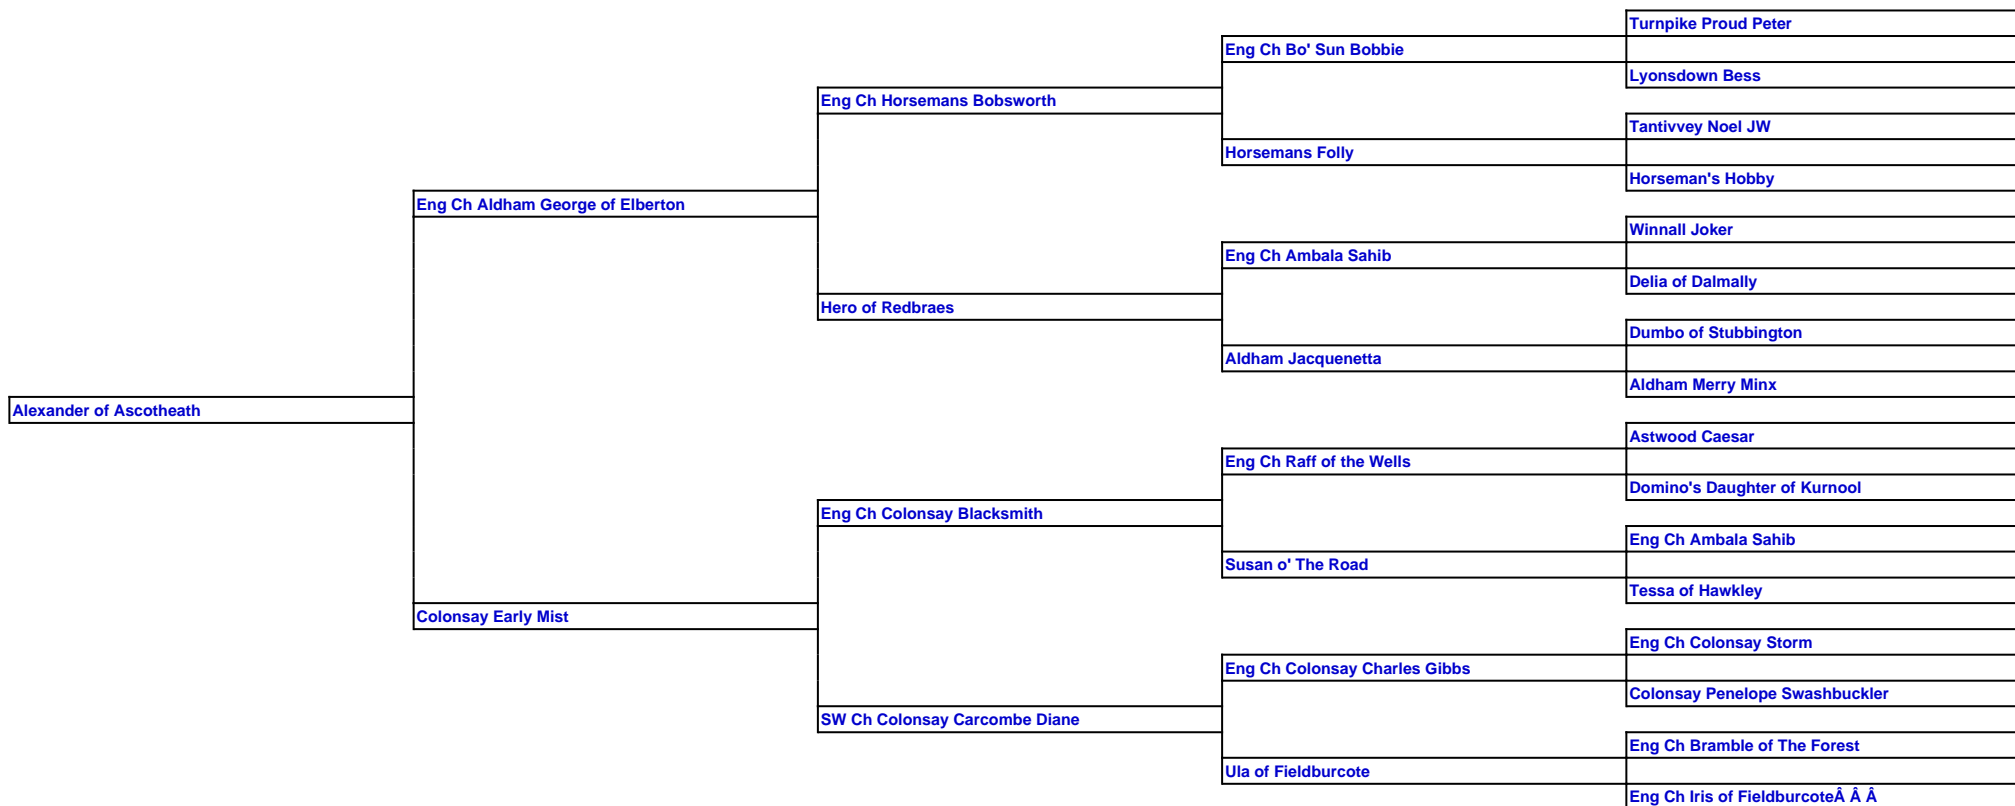 Turnpike Proud Peter
Eng Ch Bo' Sun Bobbie
Lyonsdown Bess
Eng Ch Horsemans Bobsworth
Tantivvey Noel JW
Horsemans Folly
Horseman's Hobby
Eng Ch Aldham George of Elberton
Winnall Joker
Eng Ch Ambala Sahib
Delia of Dalmally
Hero of Redbraes
Dumbo of Stubbington
Aldham Jacquenetta
Aldham Merry Minx
Alexander of Ascotheath
Astwood Caesar
Eng Ch Raff of the Wells
Domino's Daughter of Kurnool
Eng Ch Colonsay Blacksmith
Eng Ch Ambala Sahib
Susan o' The Road
Tessa of Hawkley
Colonsay Early Mist
Eng Ch Colonsay Storm
Eng Ch Colonsay Charles Gibbs
Colonsay Penelope Swashbuckler
SW Ch Colonsay Carcombe Diane
Eng Ch Bramble of The Forest
Ula of Fieldburcote
Eng Ch Iris of FieldburcoteÂ Â Â